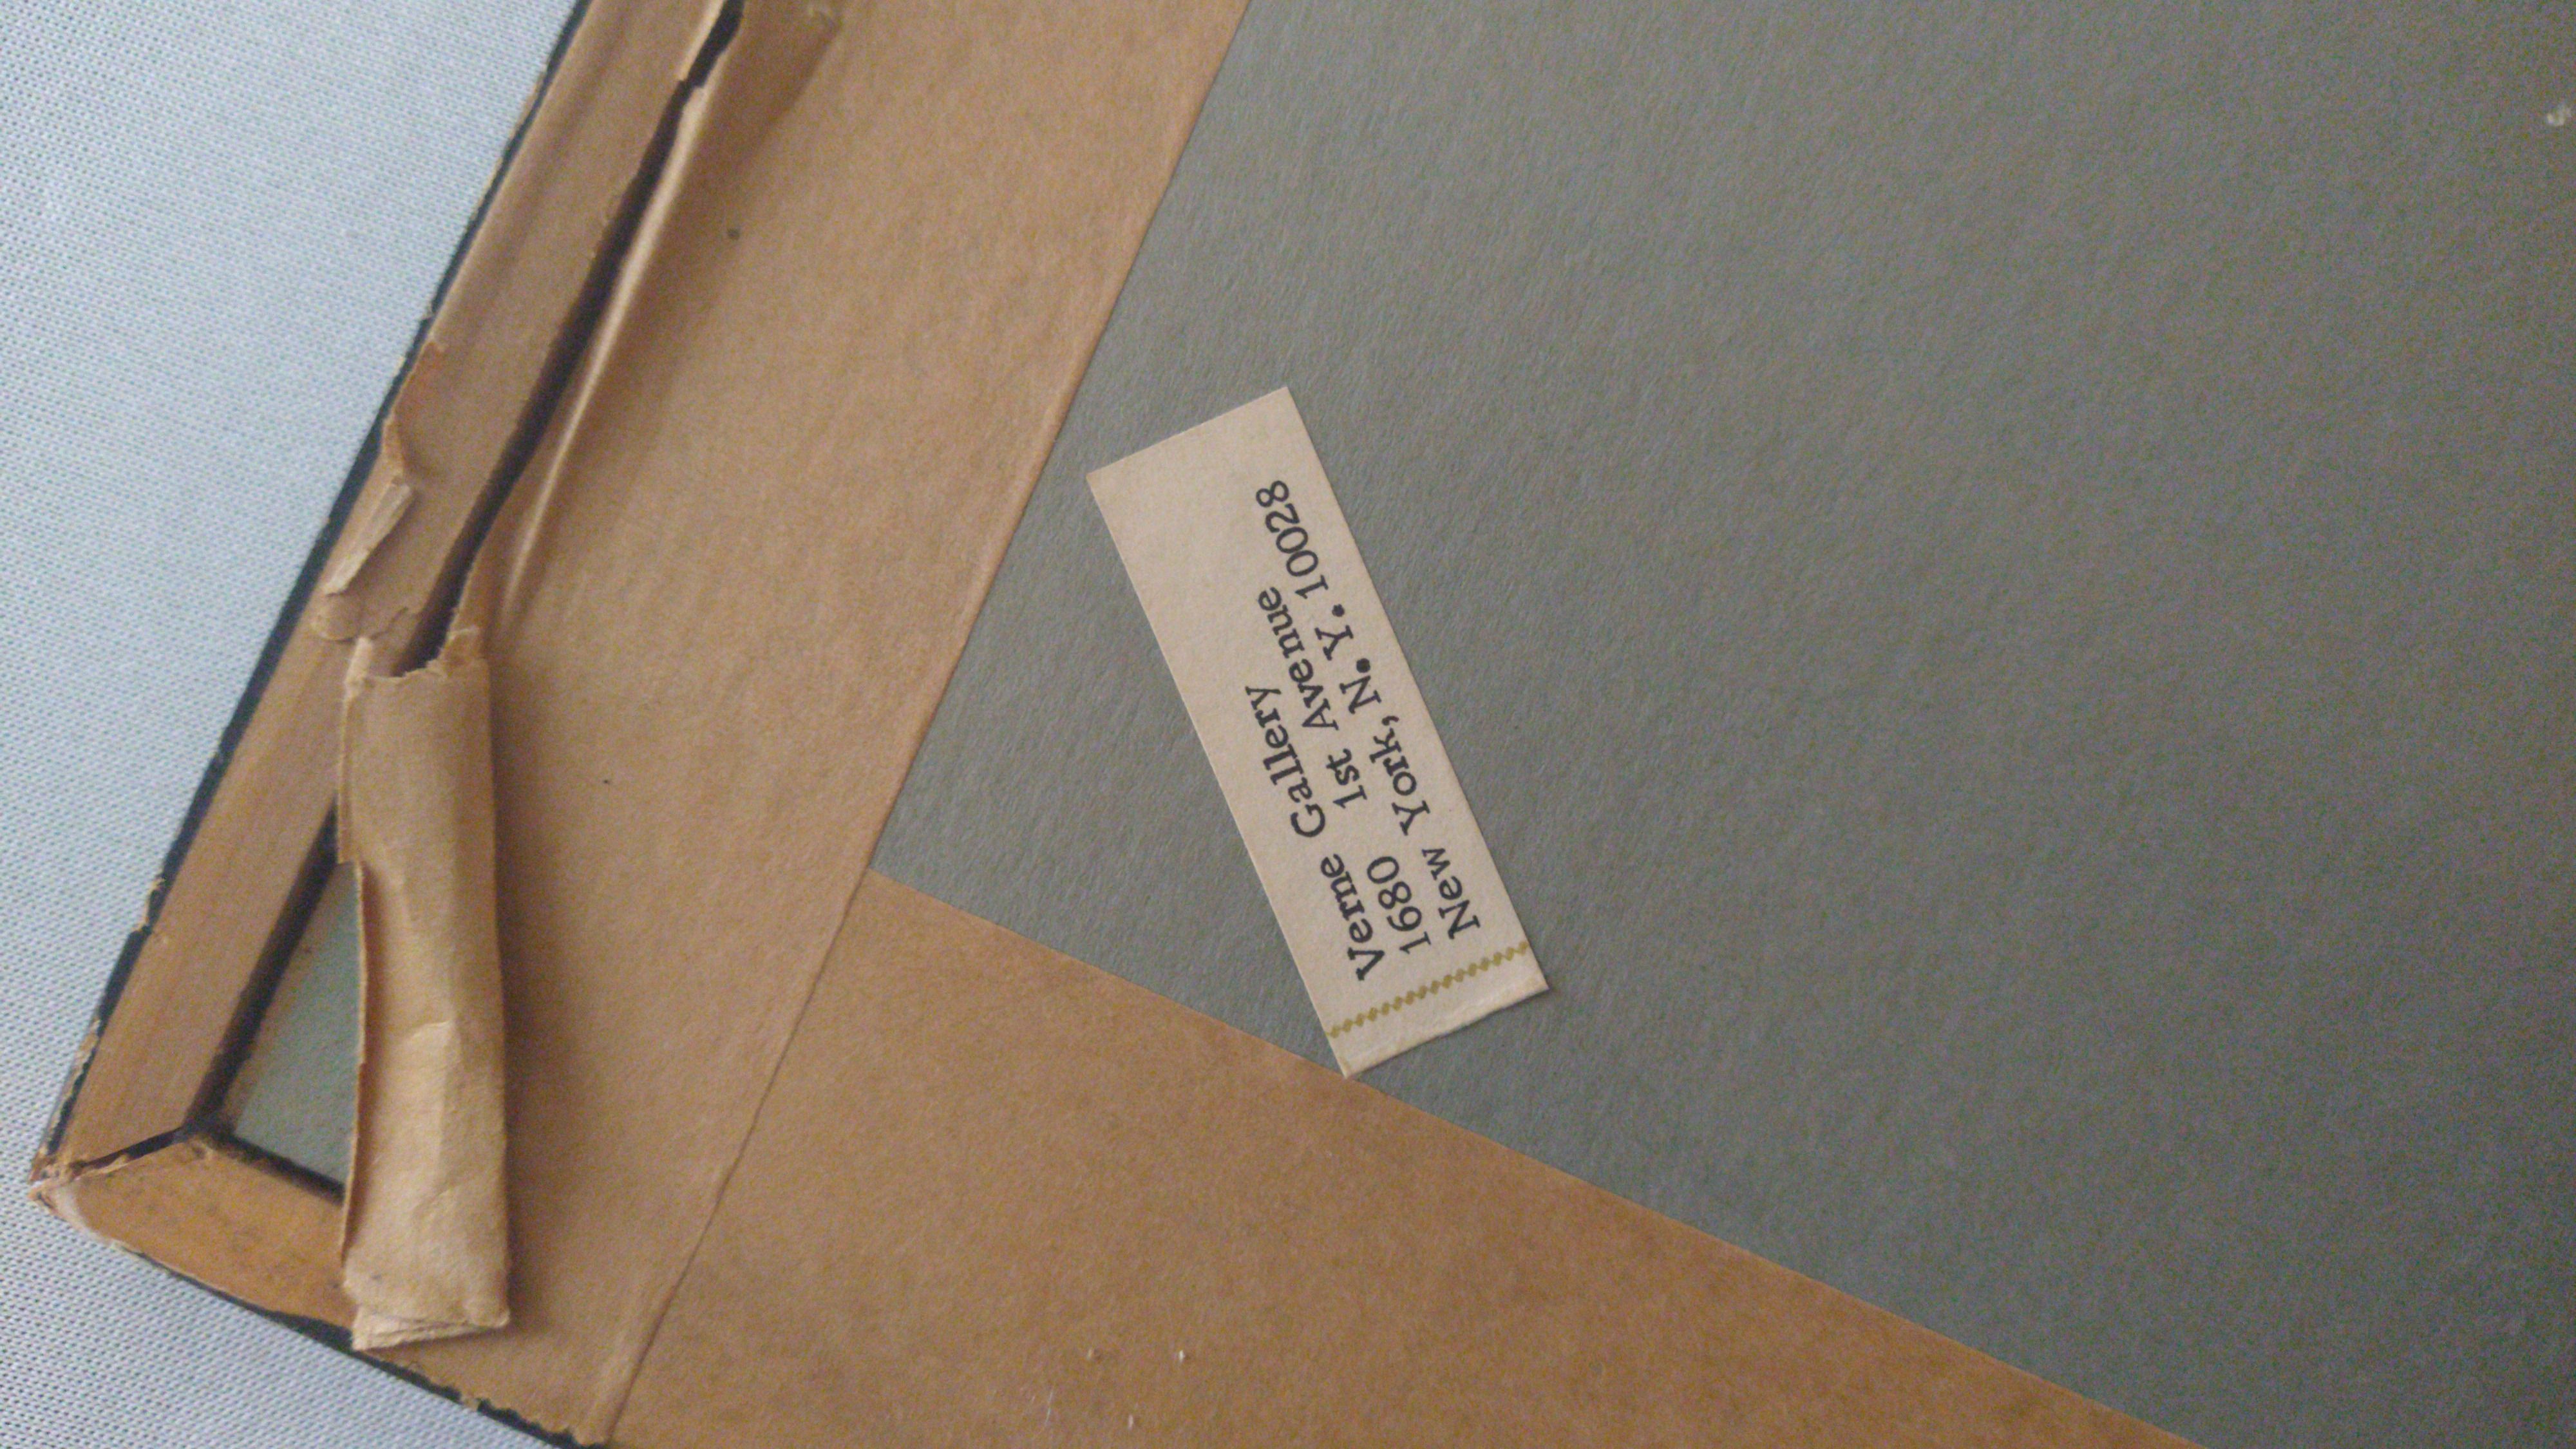 Verne Gallery
1680 1st Avenue
New York, N. Y. 10028